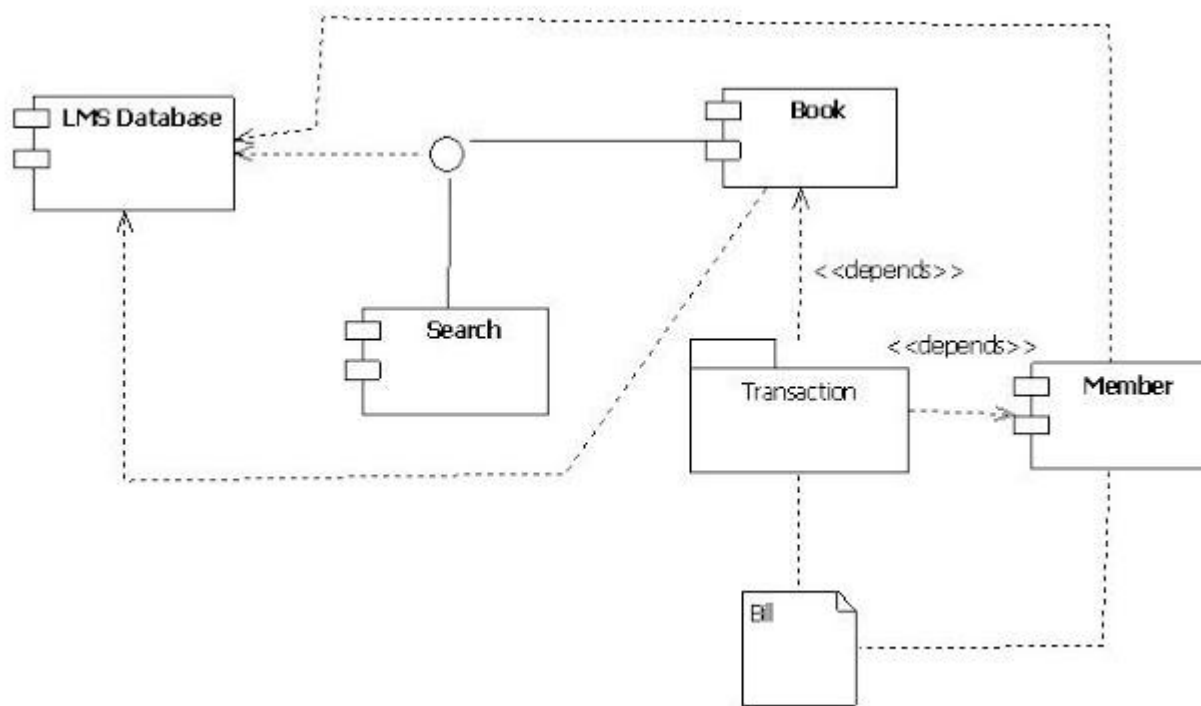 LMS Database
Book
<<depends>>
Search
<<depends>>
Transaction
Member
Bill